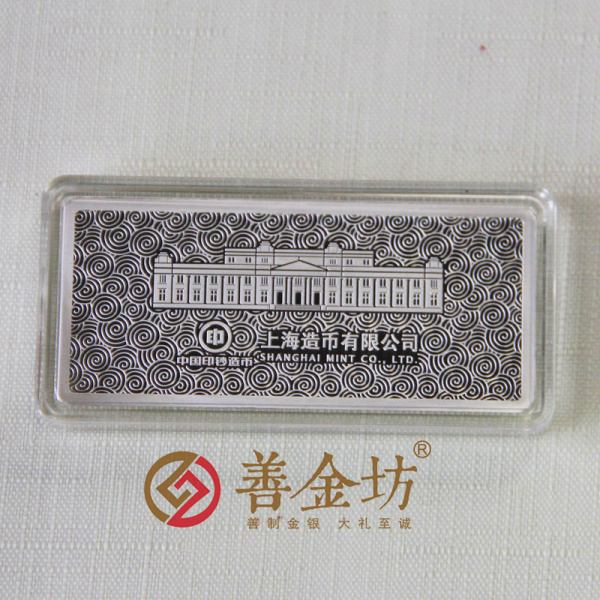 印
中国印钞造币
上海造币有限公司
SHANGHAI MINT CO., LTD.
善金坊®
善制金银 大礼至诚